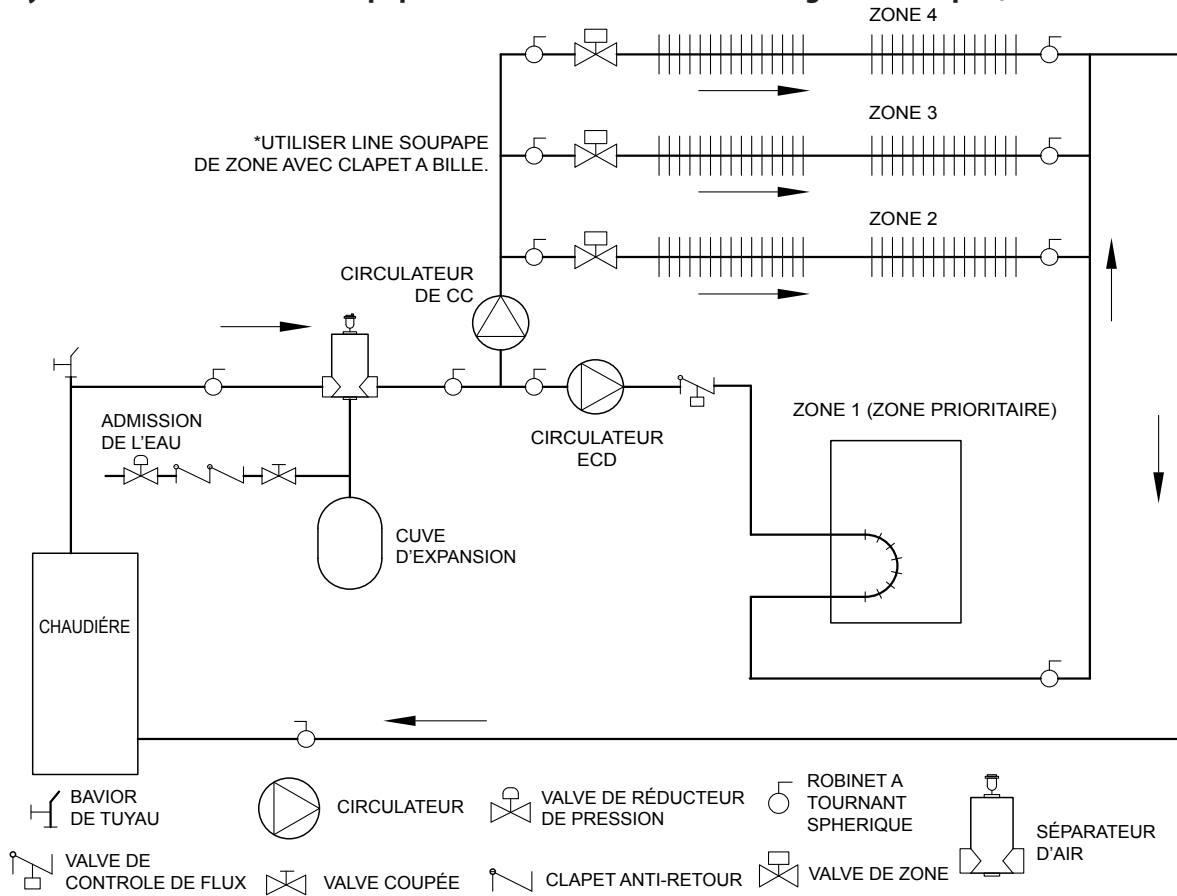 ZONE 4
*UTILISER LINE SOUPAPE
DE ZONE AVEC CLAPET A BILLE.
ZONE 3
ZONE 2
CIRCULATEUR
DE CC
ADMISSION
DE L'EAU
CIRCULATEUR
ECD
ZONE 1 (ZONE PRIORITAIRE)
CUVE
D'EXPANSION
CHAUDIÉRE
BAVIOR
DE TUYAU
CIRCULATEUR
VALVE DE RÉDUCTEUR
DE PRESSION
ROBINET A
TOURNANT
SPHERIQUE
SÉPARATEUR
D'AIR
VALVE DE
CONTROLE DE FLUX
VALVE COUPÉE
CLAPET ANTI-RETOUR
VALVE DE ZONE